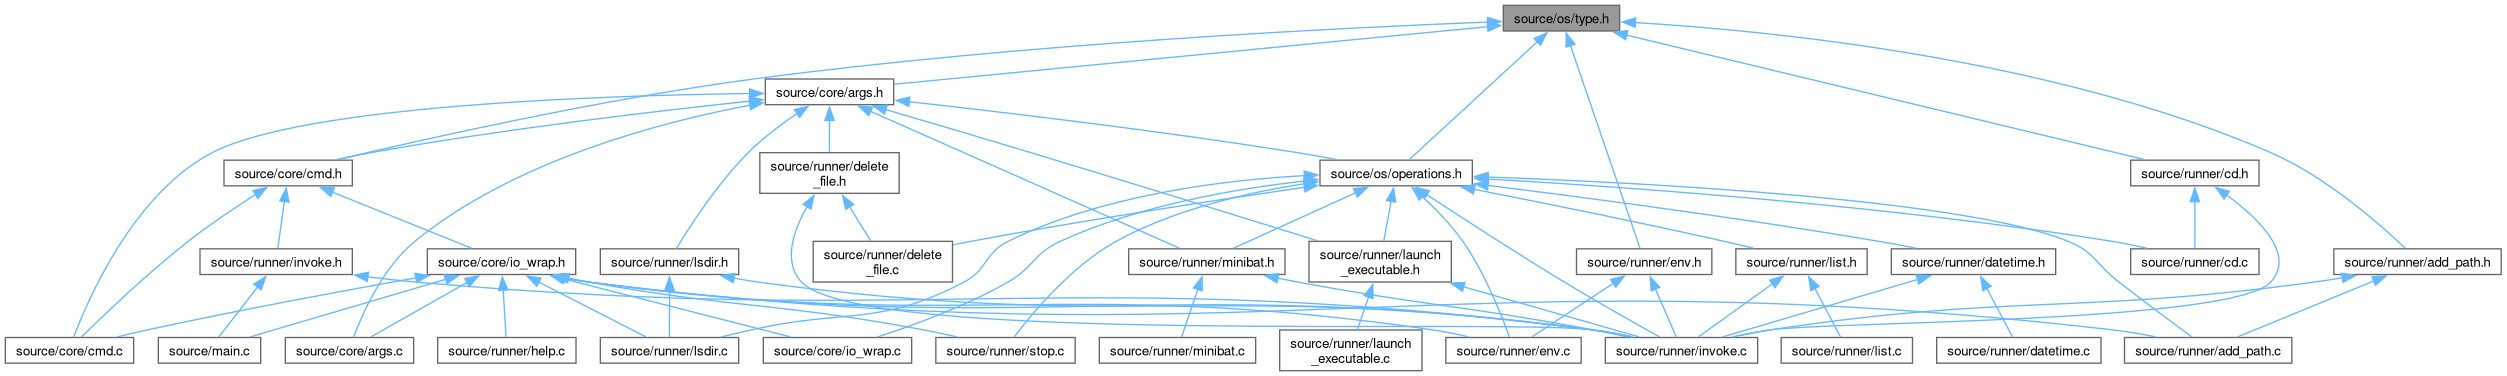 source/os/type.h
source/core/args.h
source/core/cmd.h
source/runner/delete
_file.h
source/os/operations.h
source/runner/cd.h
source/runner/invoke.h
source/core/io_wrap.h
source/runner/lsdir.h
source/runner/delete
_file.c
source/runner/minibat.h
source/runner/launch
_executable.h
source/runner/env.h
source/runner/list.h
source/runner/datetime.h
source/runner/cd.c
source/runner/add_path.h
source/core/cmd.c
source/main.c
source/core/args.c
source/runner/help.c
source/runner/lsdir.c
source/core/io_wrap.c
source/runner/stop.c
source/runner/minibat.c
source/runner/launch
_executable.c
source/runner/env.c
source/runner/invoke.c
source/runner/list.c
source/runner/datetime.c
source/runner/add_path.c